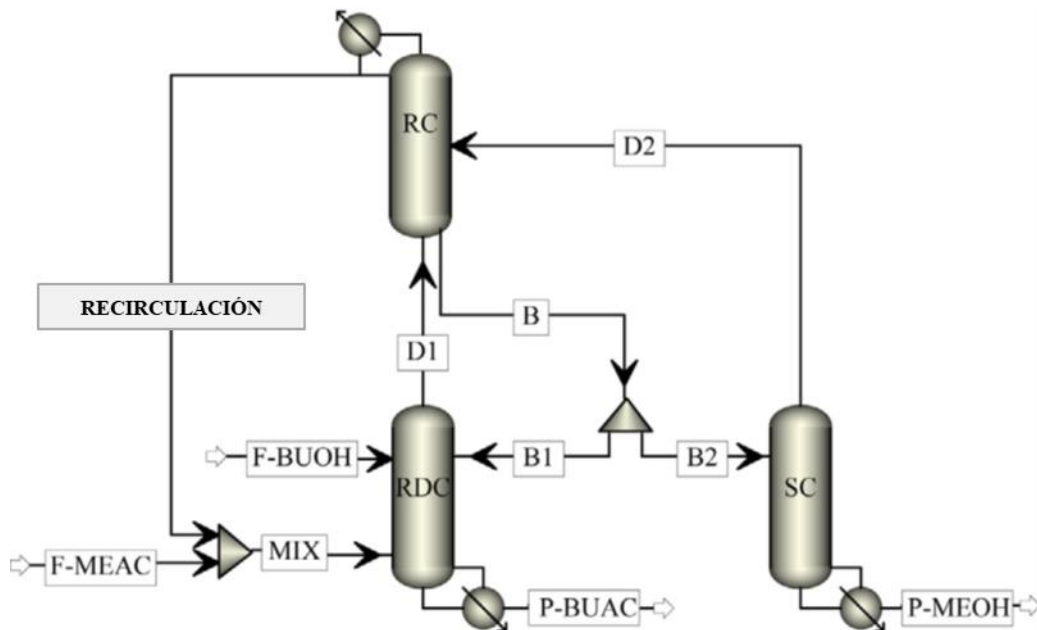 RC
D2
RECIRCULACIÓN
B
D1
F-BUOH
B1
B2
RDC
SC
MIX
F-MEAC
P-BUAC
P-MEOH